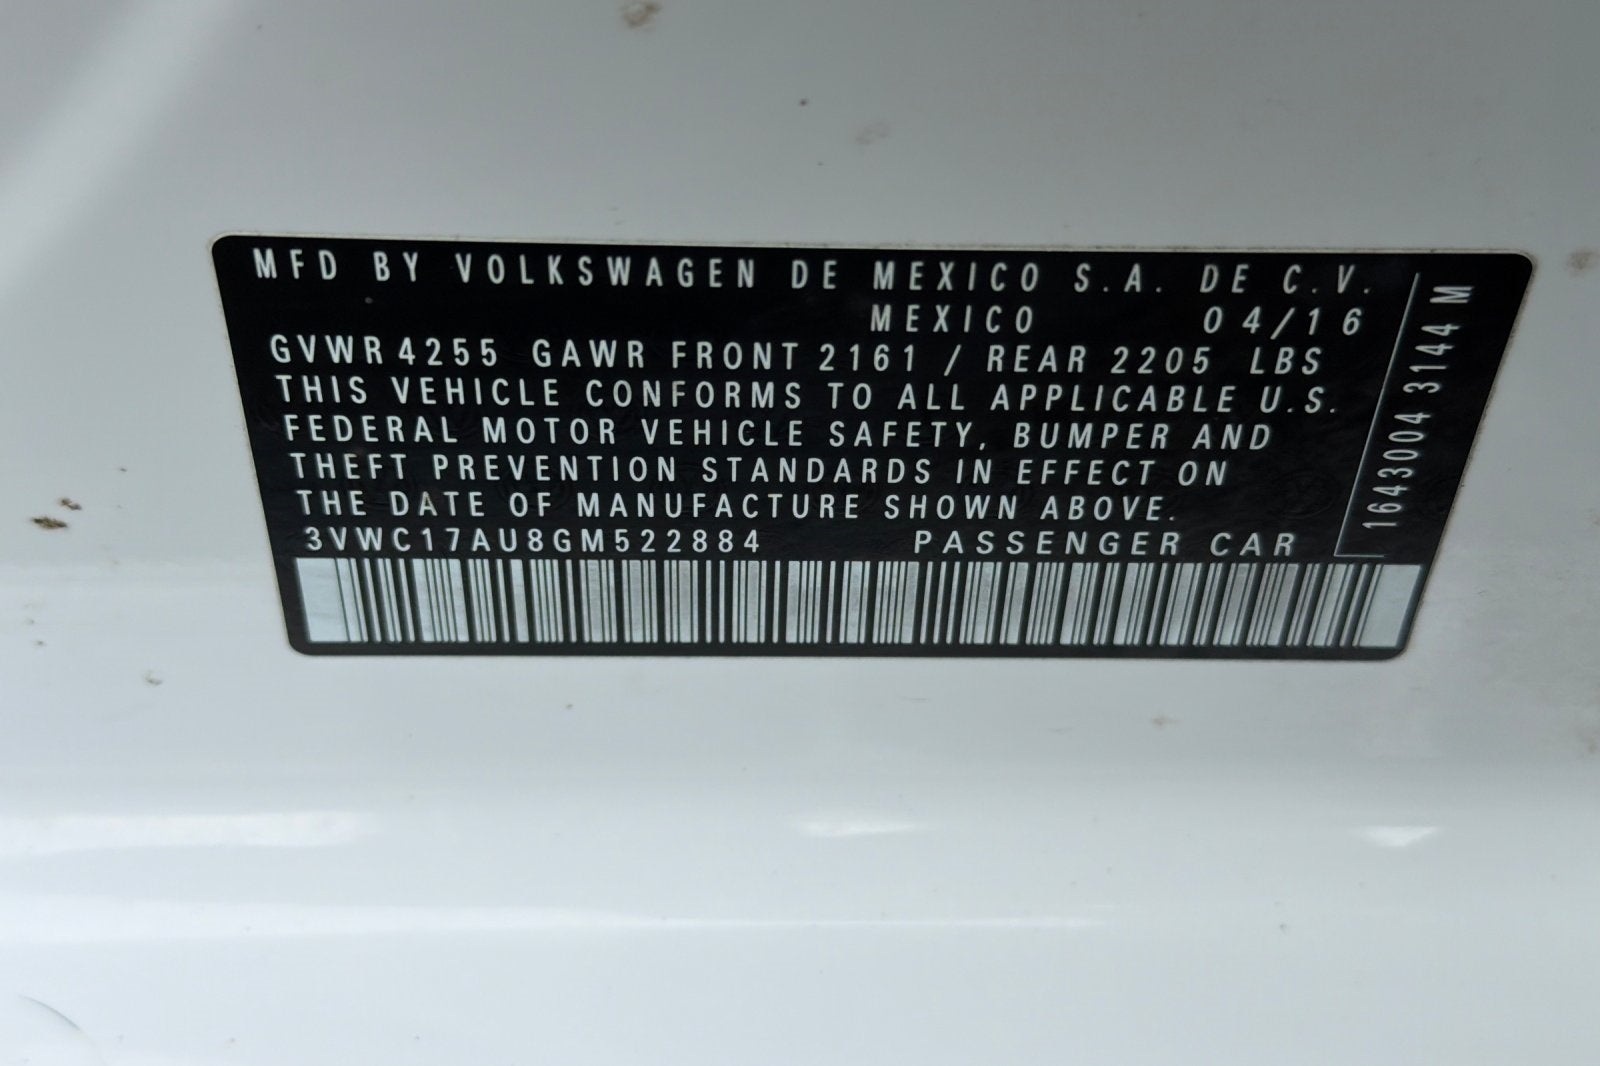 MFD BY VOLKSWAGEN DE MEXICO S.A. DE C.V.
MEXICO 04/16
GVWR 4255 GAWR FRONT 2161 / REAR 2205 LBS
THIS VEHICLE CONFORMS TO ALL APPLICABLE U.S.
FEDERAL MOTOR VEHICLE SAFETY, BUMPER AND
THEFT PREVENTION STANDARDS IN EFFECT ON
THE DATE OF MANUFACTURE SHOWN ABOVE.
3VWC17AU8GM522884 PASSENGER CAR
1643004 3144 M